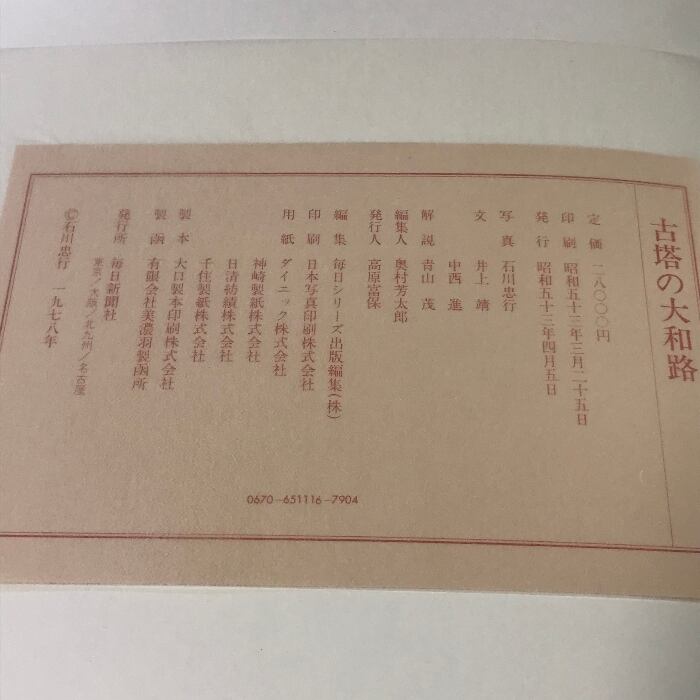 古塔の大和路
定価 二八〇〇〇円
印刷 昭和五十三年三月二十五日
発行 昭和五十三年四月五日
写真 石川忠行
文 井上靖
中西進
解説 青山茂
編集人 奥村芳太郎
発行人 高原富保
編集 毎日シリーズ出版編集(株)
印刷 日本写真印刷株式会社
用紙 ダイニック株式会社
神崎製紙株式会社
日清紡績株式会社
千住製紙株式会社
製本 大口製本印刷株式会社
製函 有限会社美濃羽製函所
発行所 毎日新聞社
東京/大阪/北九州/名古屋
©石川忠行 一九七八年
0670-651116-7904